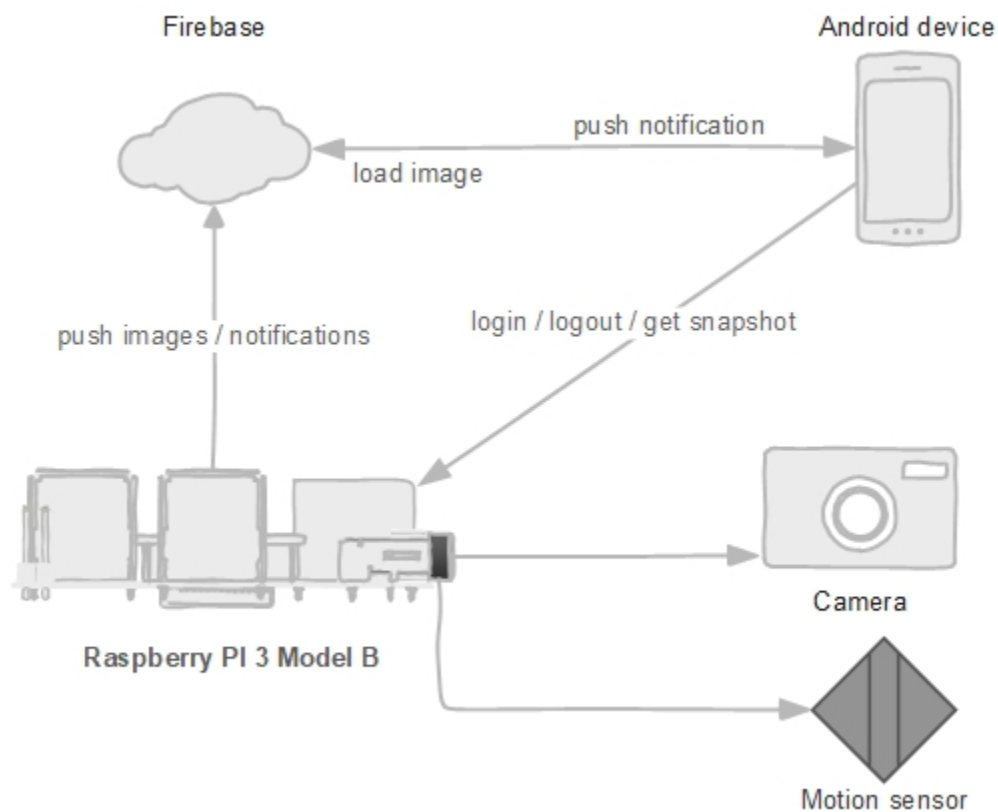 Firebase
Android device
push notification
load image
login / logout / get snapshot
push images / notifications
Camera
Raspberry PI 3 Model B
Motion sensor